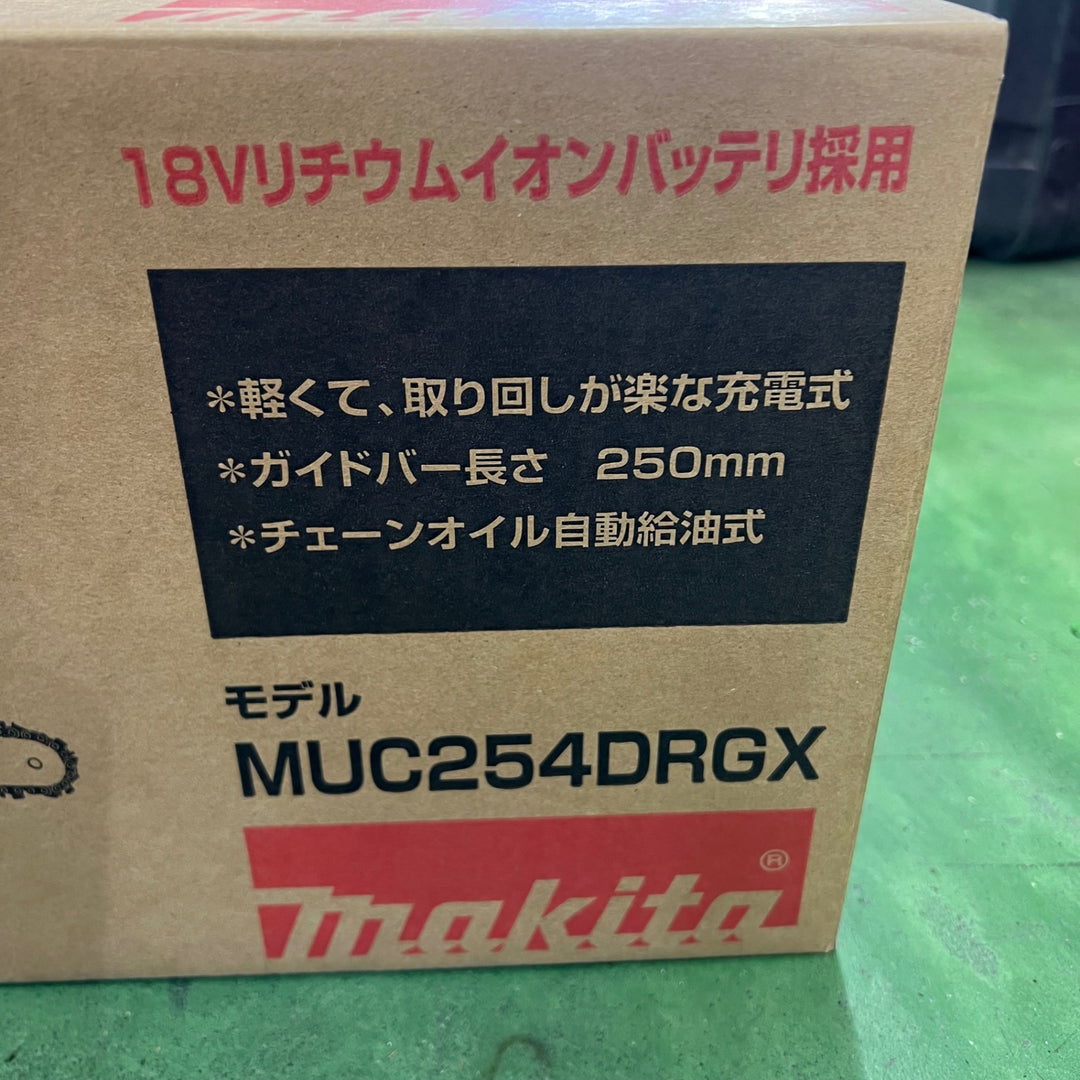 18Vリチウムイオンバッテリ採用
*軽くて、取り回しが楽な充電式
*ガイドバー長さ　250mm
*チェーンオイル自動給油式
モデル
MUC254DRGX
makita®